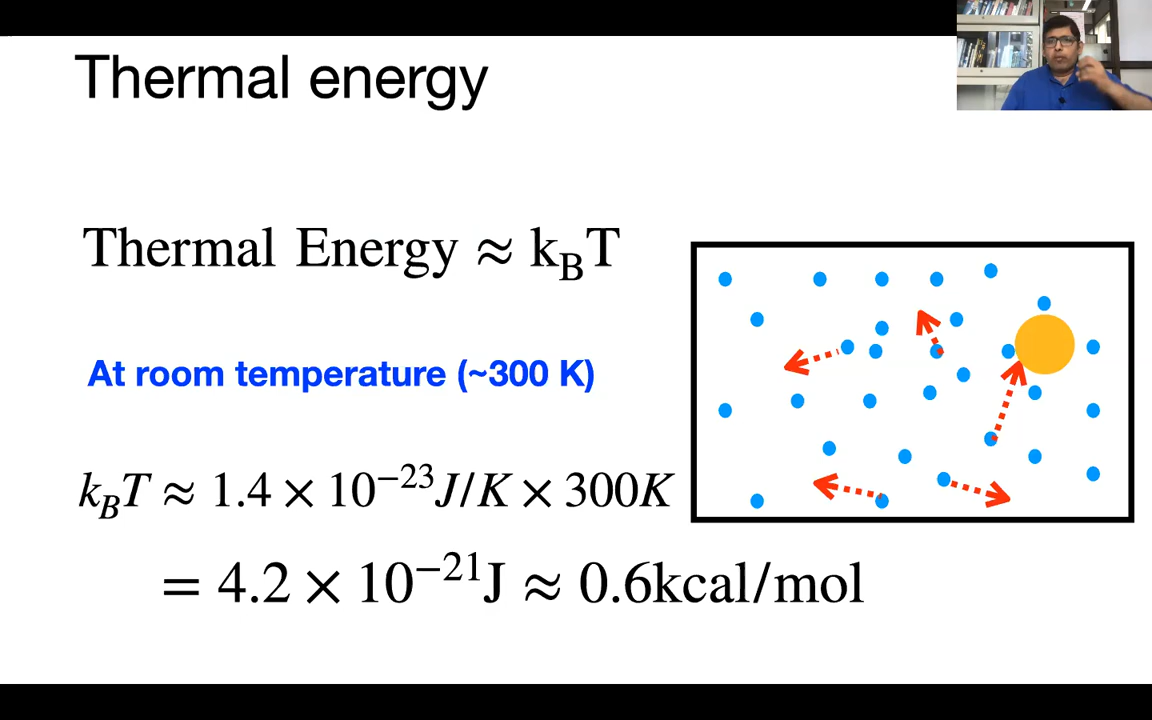 Thermal energy
Thermal Energy ≈ k_BT
At room temperature (~300 K)
k_BT ≈ 1.4 × 10⁻²³J/K × 300K
= 4.2 × 10⁻²¹J ≈ 0.6kcal/mol